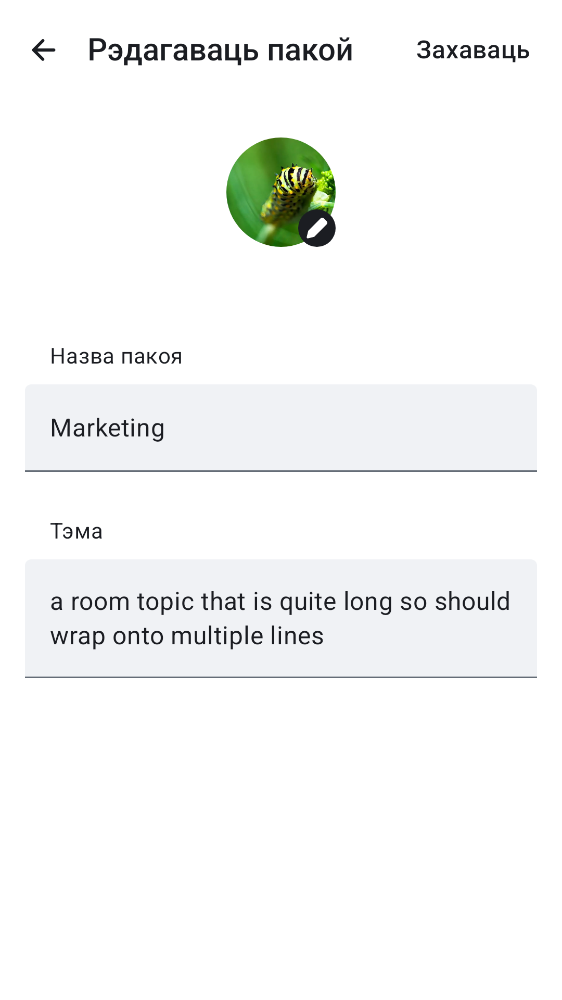 Рэдагаваць пакой
Захаваць
Назва пакоя
Marketing
Тэма
a room topic that is quite long so should
wrap onto multiple lines